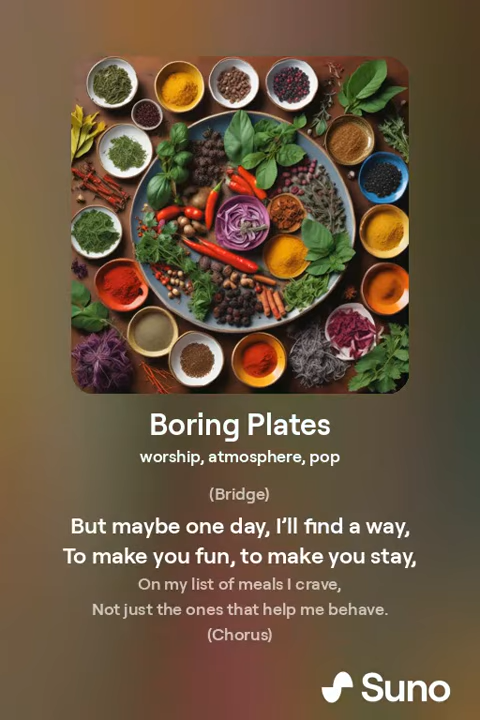 Boring Plates
worship, atmosphere, pop
(Bridge)
But maybe one day, I’ll find a way,
To make you fun, to make you stay,
On my list of meals I crave,
Not just the ones that help me behave.
(Chorus)
Suno